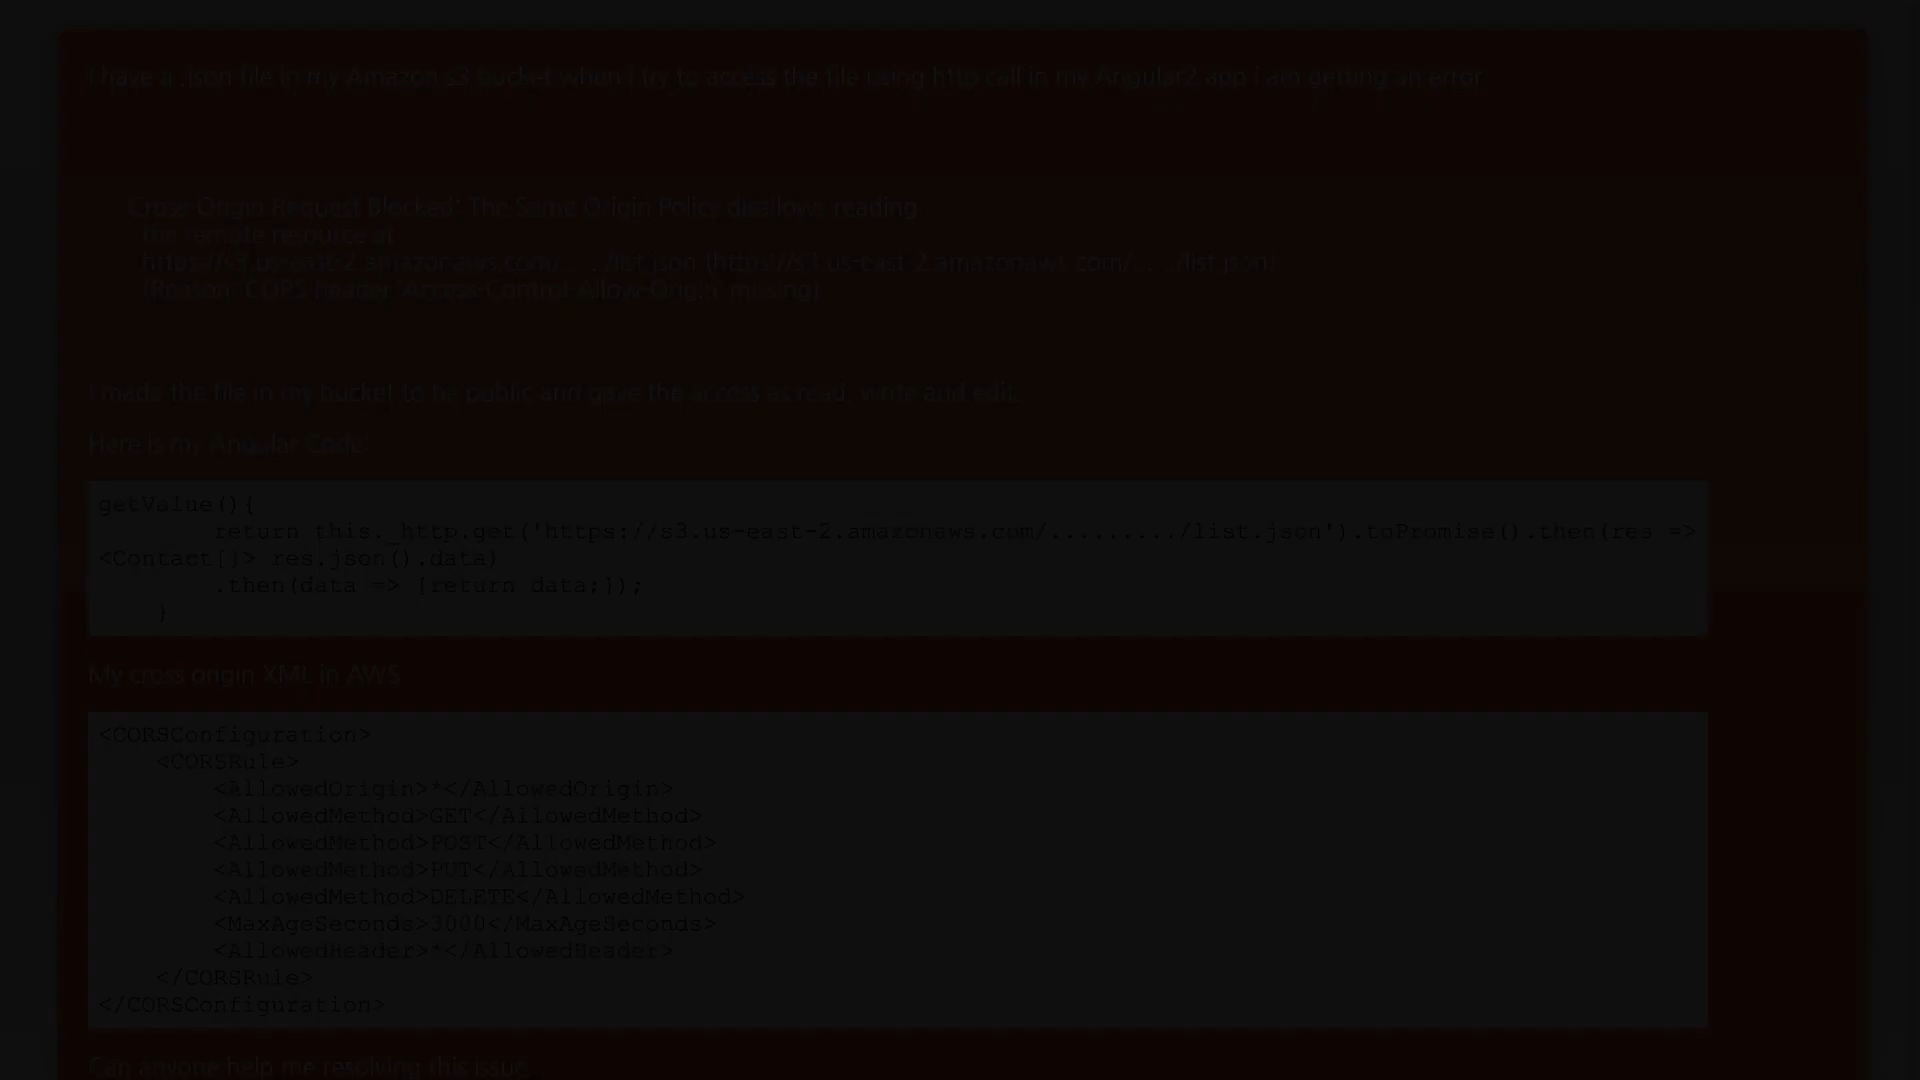 I have a .json file in my Amazon s3 bucket when i try to access the file using http call in my Angular2 app i am getting an error
Cross-Origin Request Blocked: The Same Origin Policy disallows reading
the remote resource at
https://s3.us-east-2.amazonaws.com/... .../list.json (https://s3.us-east-2.amazonaws.com/... .../list.json)
(Reason: CORS header 'Access-Control-Allow-Origin' missing)
I made the file in my bucket to be public and gave the access as read, write and edit.
Here is my Angular Code:
getValue(){
return this._http.get('https://s3.us-east-2.amazonaws.com/........./list.json').toPromise().then(res =>
<Contact[]> res.json().data)
.then(data => {return data;});
}
My cross origin XML in AWS
<CORSConfiguration>
<CORSRule>
<AllowedOrigin>*</AllowedOrigin>
<AllowedMethod>GET</AllowedMethod>
<AllowedMethod>POST</AllowedMethod>
<AllowedMethod>PUT</AllowedMethod>
<AllowedMethod>DELETE</AllowedMethod>
<MaxAgeSeconds>3000</MaxAgeSeconds>
<AllowedHeader>*</AllowedHeader>
</CORSRule>
</CORSConfiguration>
Can anyone help me resolving this issue